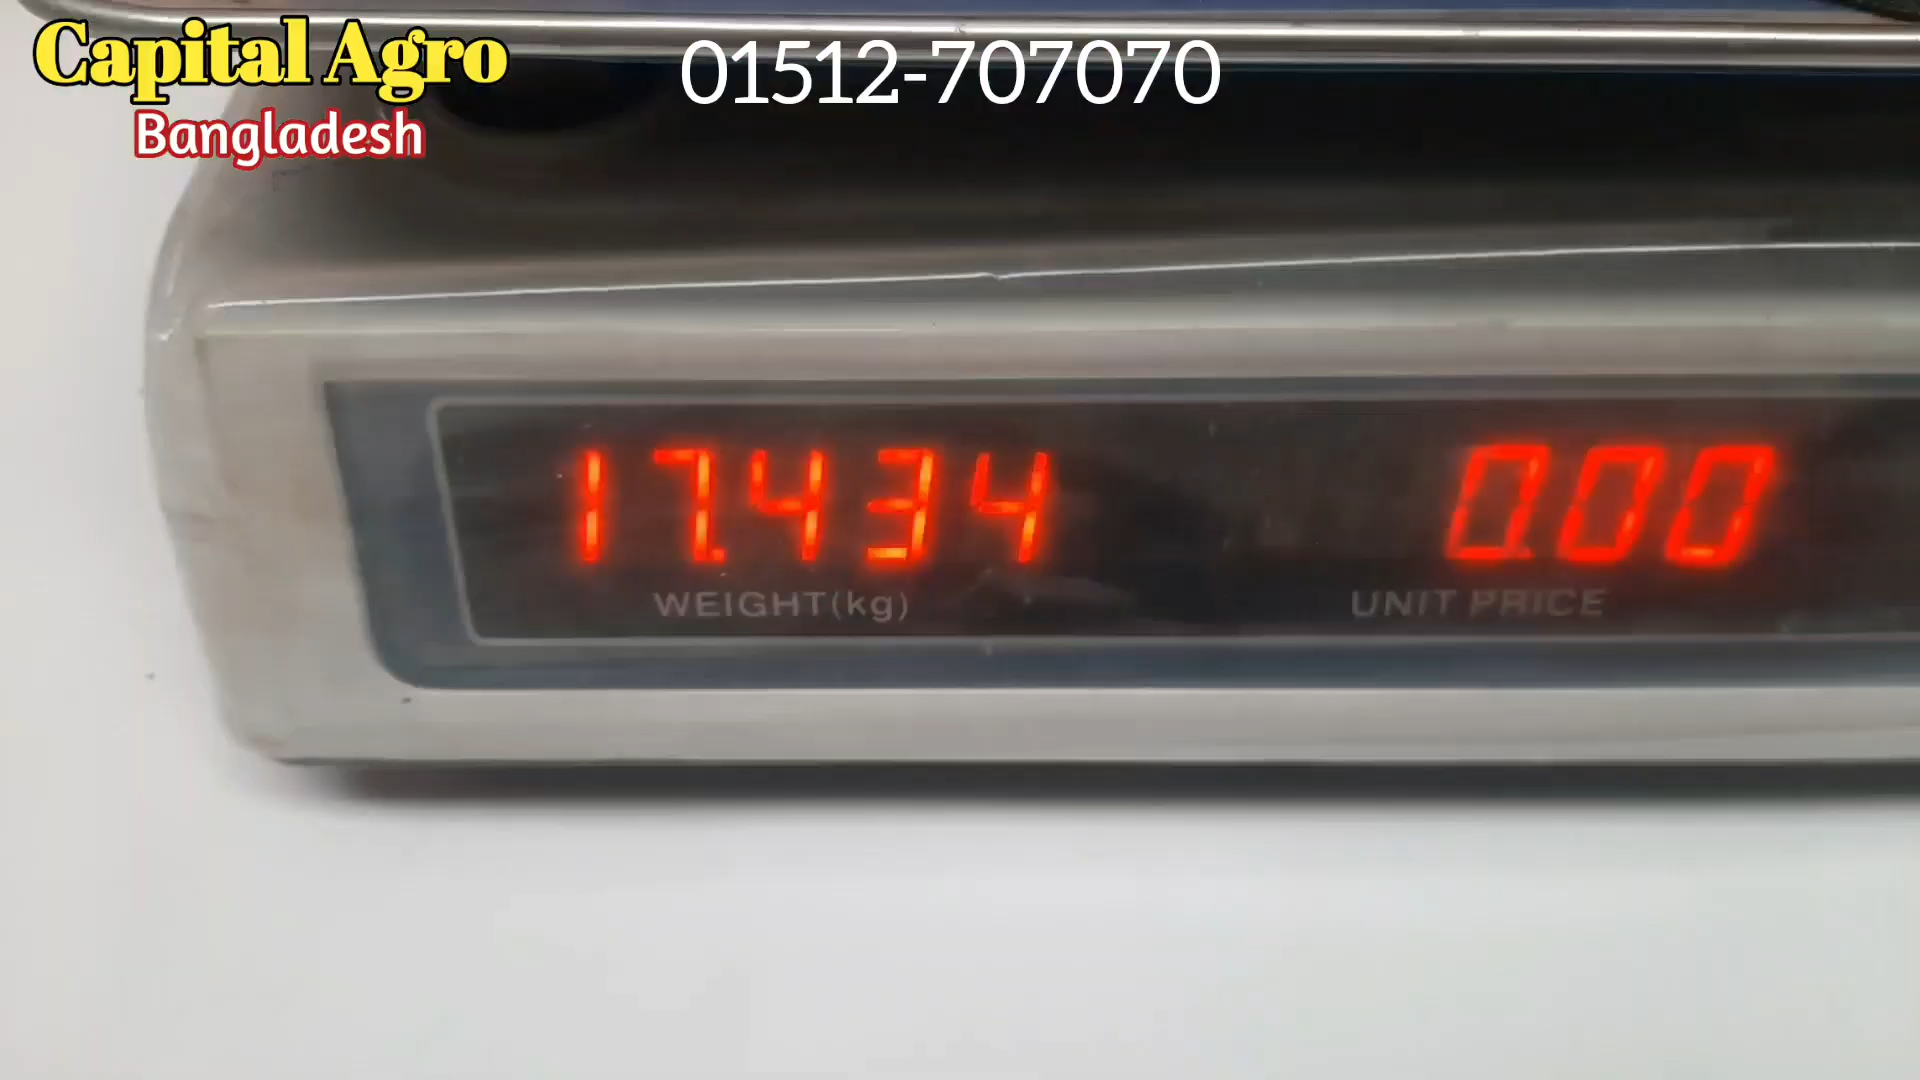 Capital Agro
Bangladesh
01512-707070
17.434
0.00
WEIGHT(kg)
UNIT PRICE